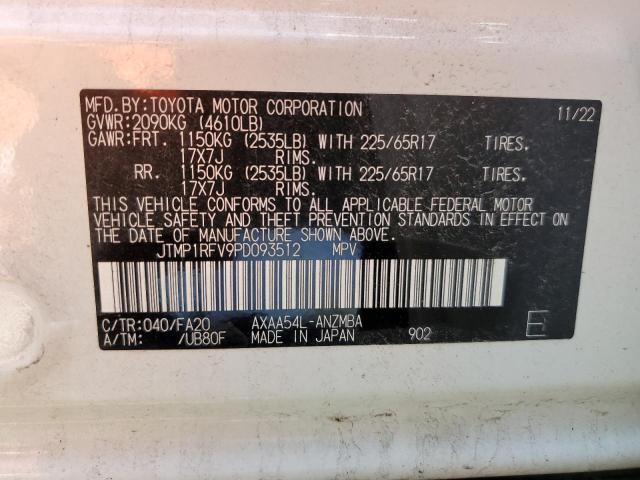 MFD.BY:TOYOTA MOTOR CORPORATION 11/22
GVWR:2090KG (4610LB)
GAWR:FRT. 1150KG (2535LB) WITH 225/65R17 TIRES.
17X7J RIMS.
RR. 1150KG (2535LB) WITH 225/65R17 TIRES.
17X7J RIMS.
THIS VEHICLE CONFORMS TO ALL APPLICABLE FEDERAL MOTOR
VEHICLE SAFETY AND THEFT PREVENTION STANDARDS IN EFFECT ON
THE DATE OF MANUFACTURE SHOWN ABOVE.
JTMP1RFV9PD093512 MPV
C/TR:040/FA20 AXAA54L-ANZMBA
A/TM: /UB80F MADE IN JAPAN 902 E